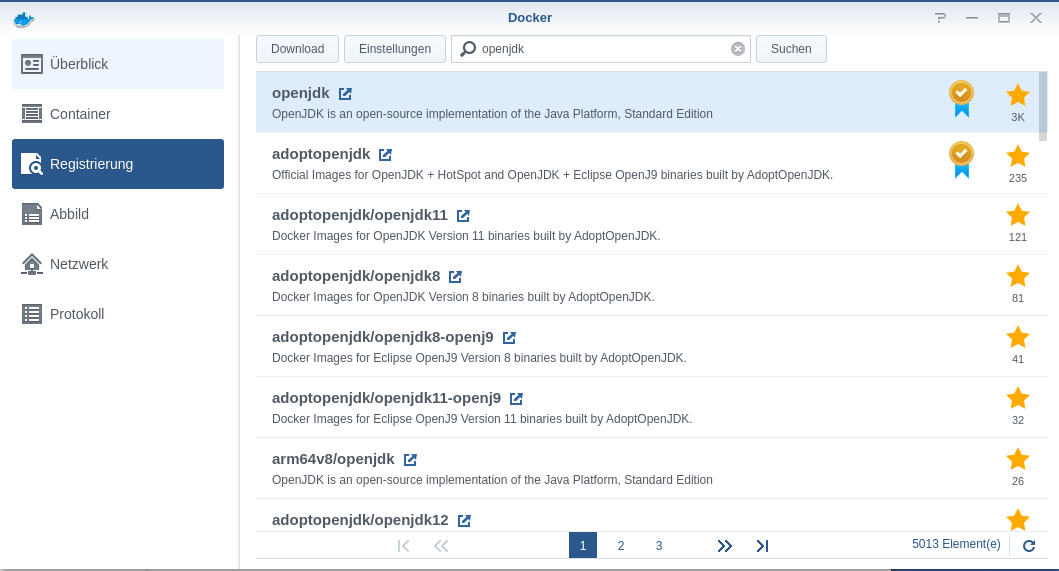 Docker
Überblick
Container
Registrierung
Abbild
Netzwerk
Protokoll
Download Einstellungen openjdk Suchen
openjdk
OpenJDK is an open-source implementation of the Java Platform, Standard Edition
3K
adoptopenjdk
Official Images for OpenJDK + HotSpot and OpenJDK + Eclipse OpenJ9 binaries built by AdoptOpenJDK.
235
adoptopenjdk/openjdk11
Docker Images for OpenJDK Version 11 binaries built by AdoptOpenJDK.
121
adoptopenjdk/openjdk8
Docker Images for OpenJDK Version 8 binaries built by AdoptOpenJDK.
81
adoptopenjdk/openjdk8-openj9
Docker Images for Eclipse OpenJ9 Version 8 binaries built by AdoptOpenJDK.
41
adoptopenjdk/openjdk11-openj9
Docker Images for Eclipse OpenJ9 Version 11 binaries built by AdoptOpenJDK.
32
arm64v8/openjdk
OpenJDK is an open-source implementation of the Java Platform, Standard Edition
26
adoptopenjdk/openjdk12
1 2 3 5013 Element(e)